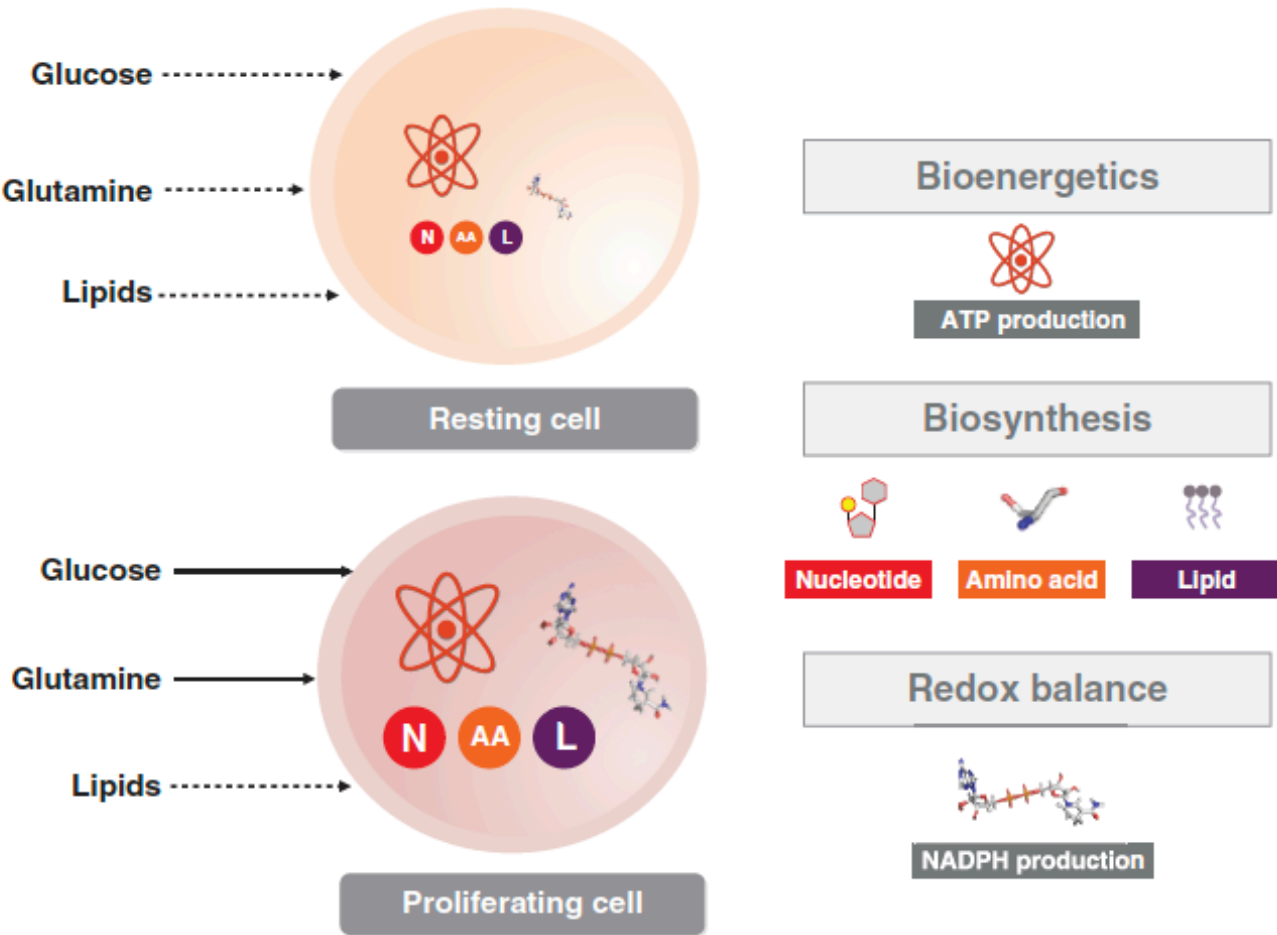 Glucose
Glutamine
Lipids
N AA L
Resting cell
Glucose
Glutamine
Lipids
N AA L
Proliferating cell
Bioenergetics
ATP production
Biosynthesis
Nucleotide Amino acid Lipid
Redox balance
NADPH production